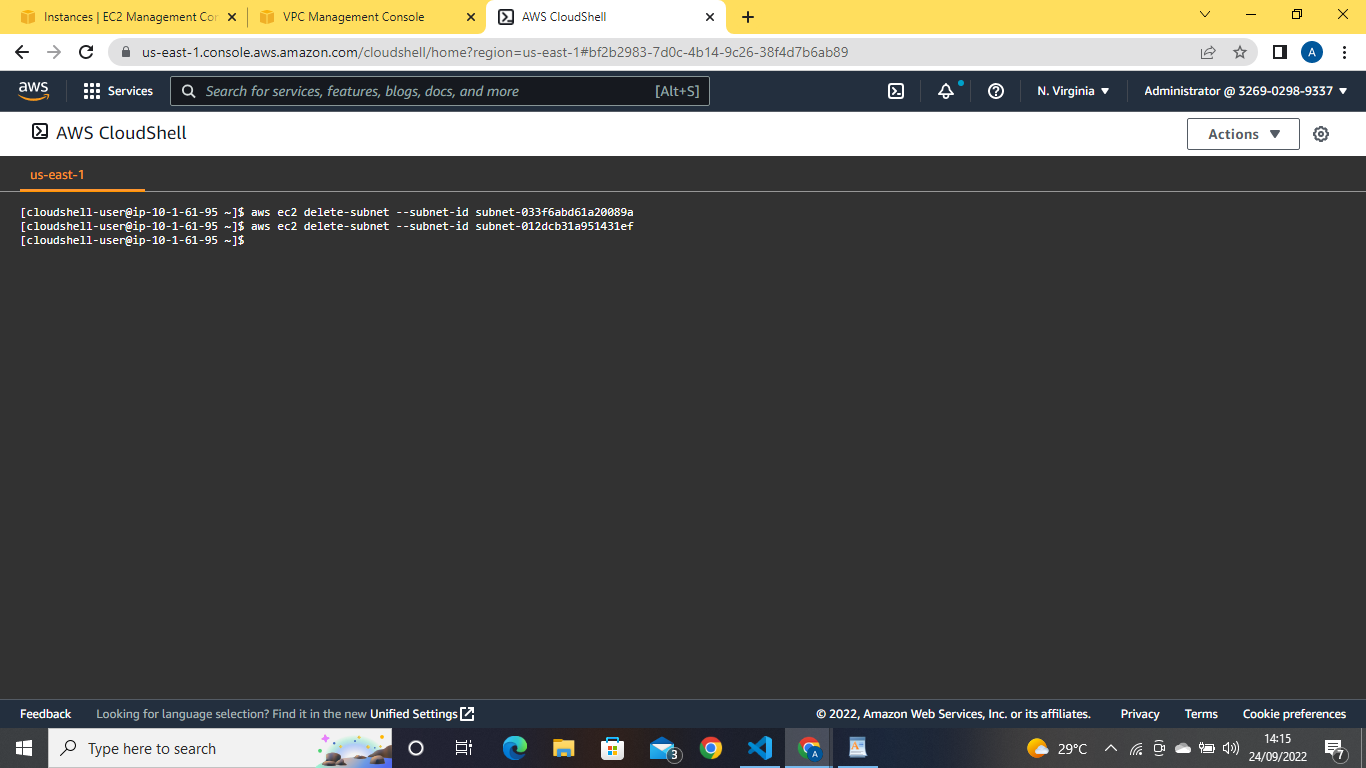 Instances | EC2 Management Con
VPC Management Console
AWS CloudShell
us-east-1.console.aws.amazon.com/cloudshell/home?region=us-east-1#bf2b2983-7d0c-4b14-9c26-38f4d7b6ab89
A
aws
Services
Search for services, features, blogs, docs, and more
[Alt+S]
N. Virginia
Administrator @ 3269-0298-9337
AWS CloudShell
Actions
us-east-1
[cloudshell-user@ip-10-1-61-95 ~]$ aws ec2 delete-subnet --subnet-id subnet-033f6abd61a20089a
[cloudshell-user@ip-10-1-61-95 ~]$ aws ec2 delete-subnet --subnet-id subnet-012dcb31a951431ef
[cloudshell-user@ip-10-1-61-95 ~]$
Feedback
Looking for language selection? Find it in the new Unified Settings
© 2022, Amazon Web Services, Inc. or its affiliates.
Privacy
Terms
Cookie preferences
Type here to search
3
A
29°C
14:15
24/09/2022
7